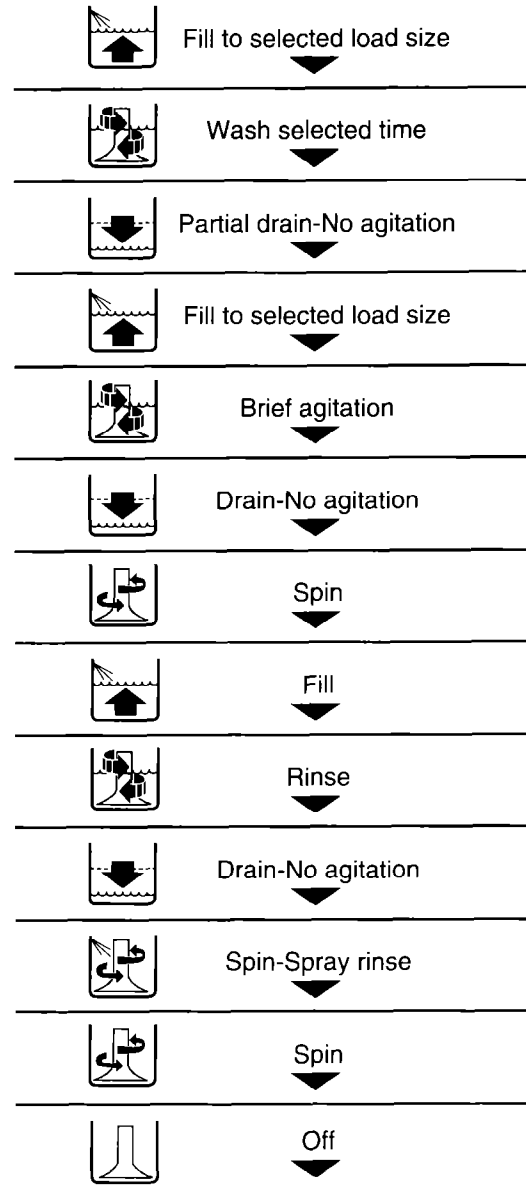 Fill to selected load size
Wash selected time
Partial drain-No agitation
Fill to selected load size
Brief agitation
Drain-No agitation
Spin
Fill
Rinse
Drain-No agitation
Spin-Spray rinse
Spin
Off